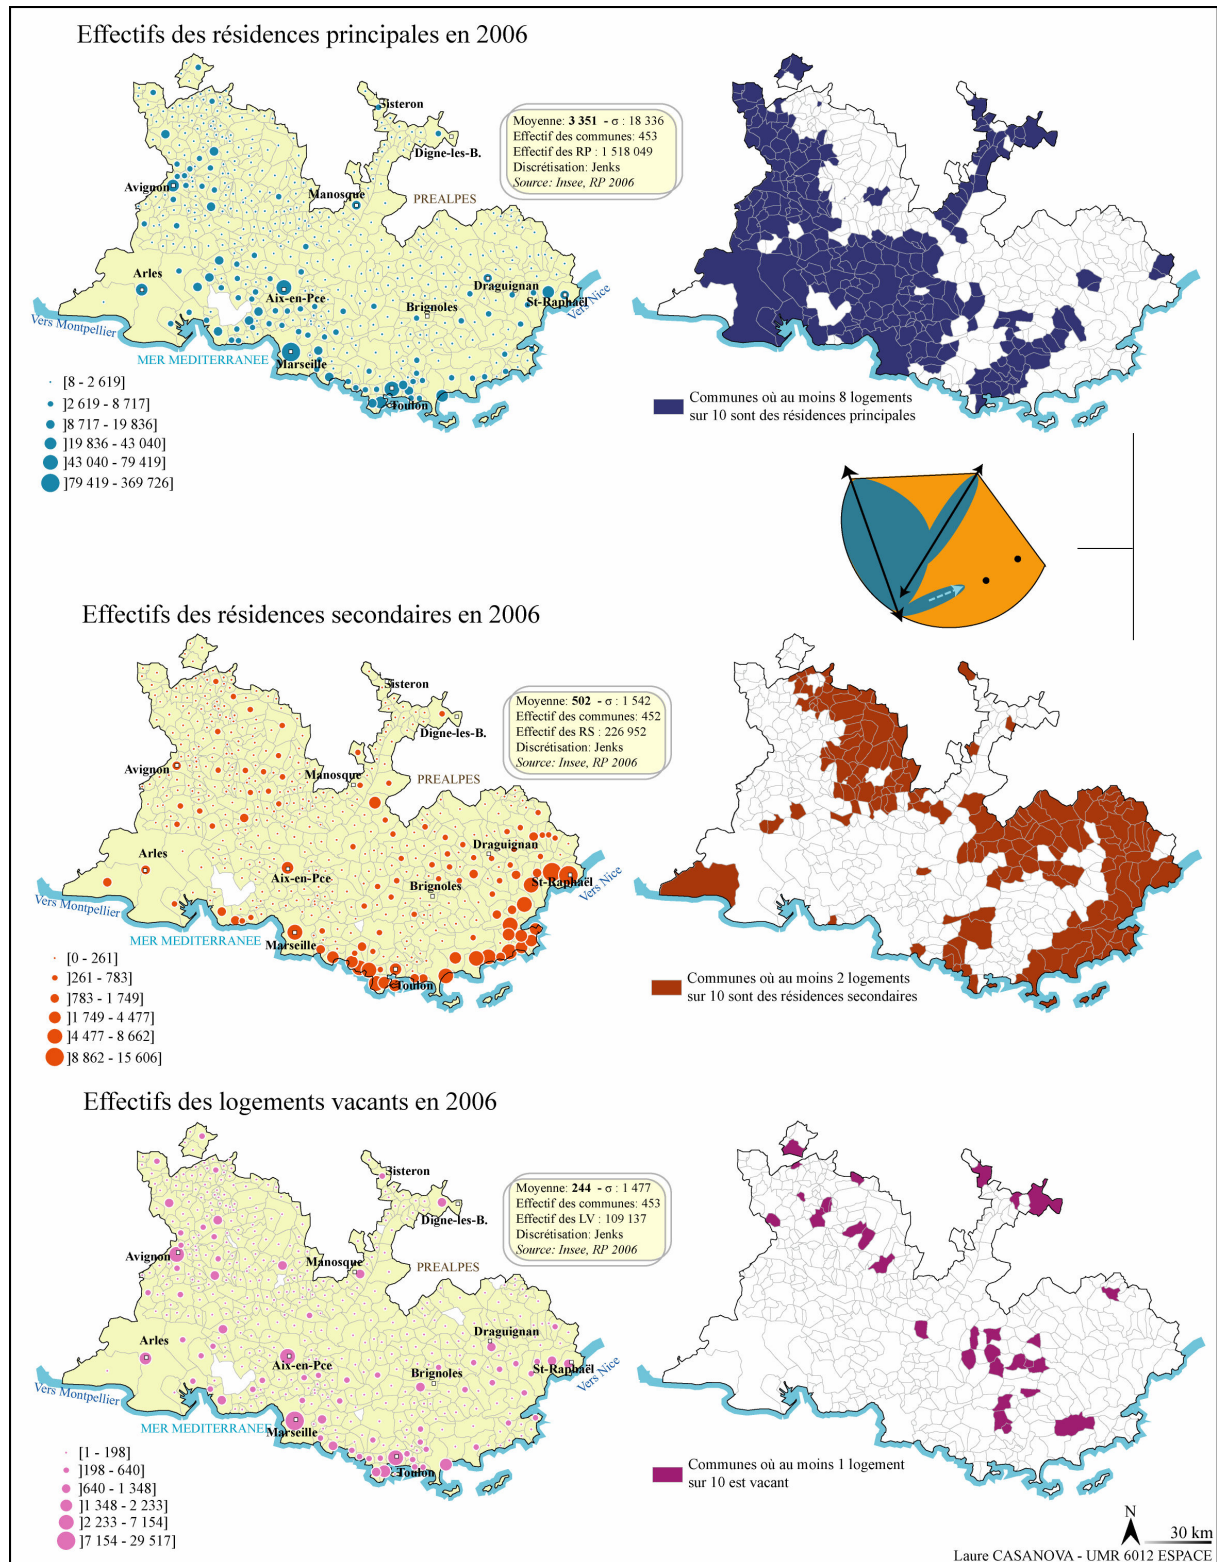 Effectifs des résidences principales en 2006
Sisteron
Digne-les-B.
Avignon
Manosque
PREALPES
Arles
Aix-en-Pce
Draguignan
Brignoles
St-Raphaël
Vers Nice
Vers Montpellier
MER MEDITERRANEE
Marseille
Toulon
Moyenne: 3 351 - σ : 18 336
Effectif des communes: 453
Effectif des RP : 1 518 049
Discrétisation: Jenks
Source: Insee, RP 2006
[8 - 2 619]
]2 619 - 8 717]
]8 717 - 19 836]
]19 836 - 43 040]
]43 040 - 79 419]
]79 419 - 369 726]
Communes où au moins 8 logements
sur 10 sont des résidences principales
Effectifs des résidences secondaires en 2006
Sisteron
Digne-les-B.
Avignon
Manosque
PREALPES
Arles
Aix-en-Pce
Draguignan
Brignoles
St-Raphaël
Vers Nice
Vers Montpellier
MER MEDITERRANEE
Marseille
Toulon
Moyenne: 502 - σ : 1 542
Effectif des communes: 452
Effectif des RS : 226 952
Discrétisation: Jenks
Source: Insee, RP 2006
[0 - 261]
]261 - 783]
]783 - 1 749]
]1 749 - 4 477]
]4 477 - 8 662]
]8 862 - 15 606]
Communes où au moins 2 logements
sur 10 sont des résidences secondaires
Effectifs des logements vacants en 2006
Sisteron
Digne-les-B.
Avignon
Manosque
PREALPES
Arles
Aix-en-Pce
Draguignan
Brignoles
St-Raphaël
Vers Nice
Vers Montpellier
MER MEDITERRANEE
Marseille
Toulon
Moyenne: 244 - σ : 1 477
Effectif des communes: 453
Effectif des LV : 109 137
Discrétisation: Jenks
Source: Insee, RP 2006
[1 - 198]
]198 - 640]
]640 - 1 348]
]1 348 - 2 233]
]2 233 - 7 154]
]7 154 - 29 517]
Communes où au moins 1 logement
sur 10 est vacant
N
30 km
Laure CASANOVA - UMR 6012 ESPACE